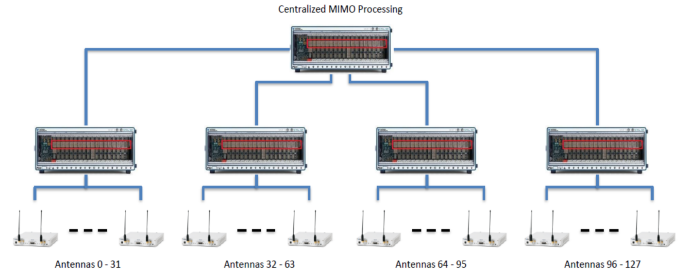 Centralized MIMO Processing
Antennas 0 - 31
Antennas 32 - 63
Antennas 64 - 95
Antennas 96 - 127